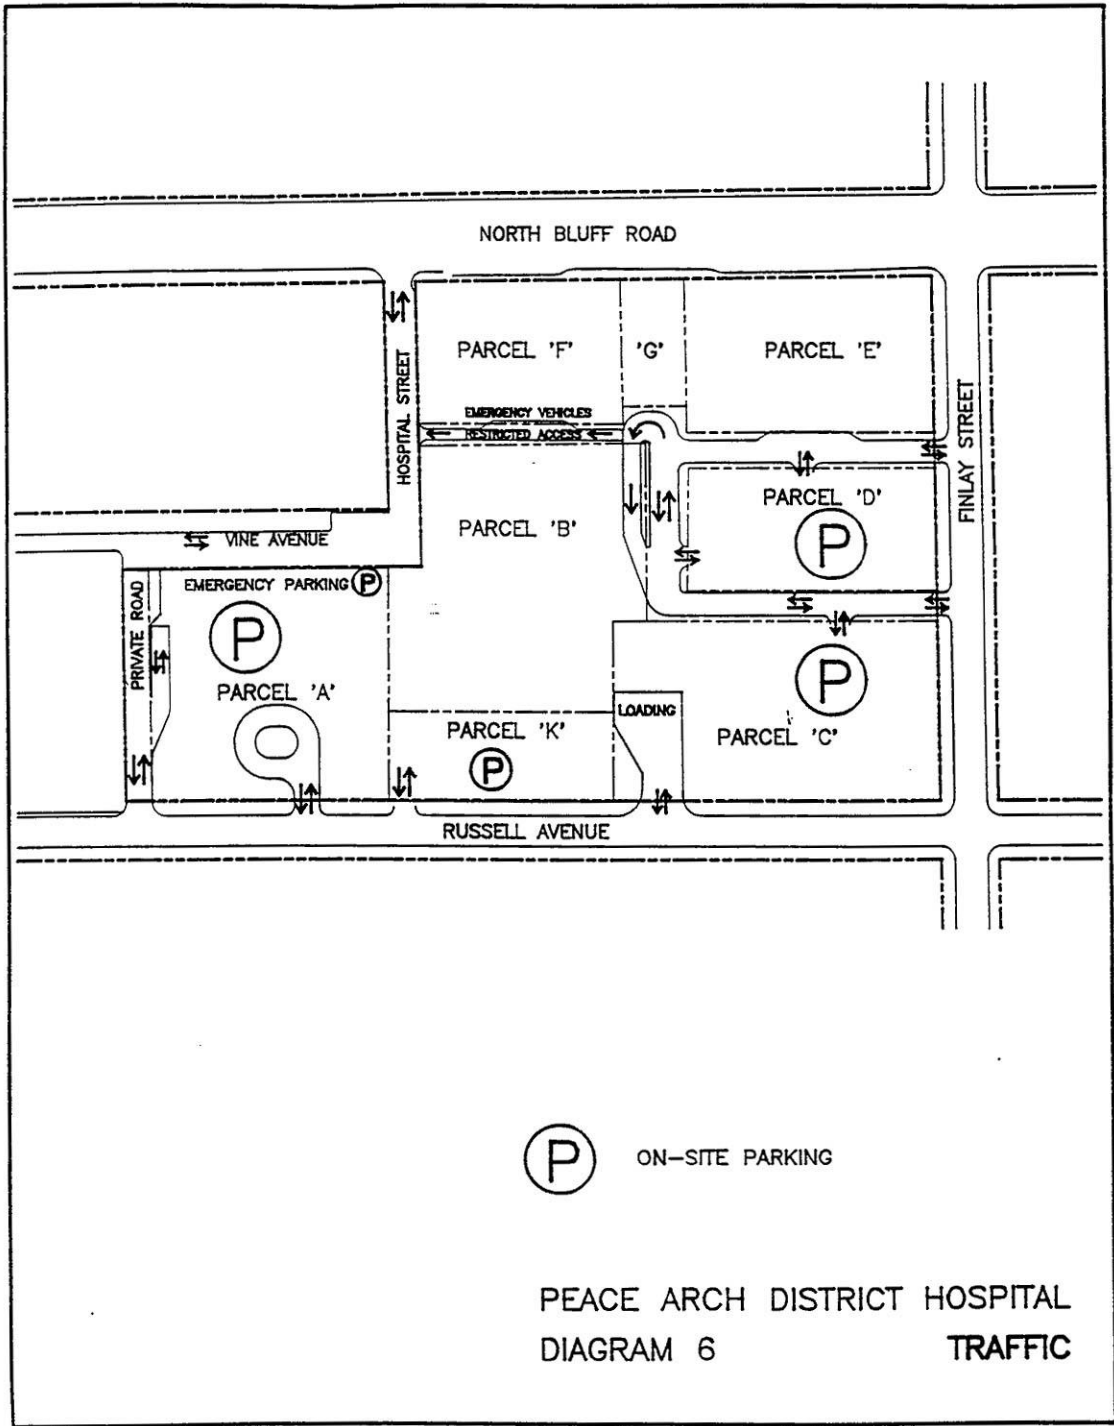 NORTH BLUFF ROAD
PARCEL 'F'
'G'
PARCEL 'E'
HOSPITAL STREET
EMERGENCY VEHICLES
RESTRICTED ACCESS
FINLAY STREET
PARCEL 'D'
P
PARCEL 'B'
VINE AVENUE
EMERGENCY PARKING P
PRIVATE ROAD
P
PARCEL 'A'
P
LOADING
PARCEL 'C'
PARCEL 'K'
P
RUSSELL AVENUE
P ON-SITE PARKING
PEACE ARCH DISTRICT HOSPITAL
DIAGRAM 6 TRAFFIC